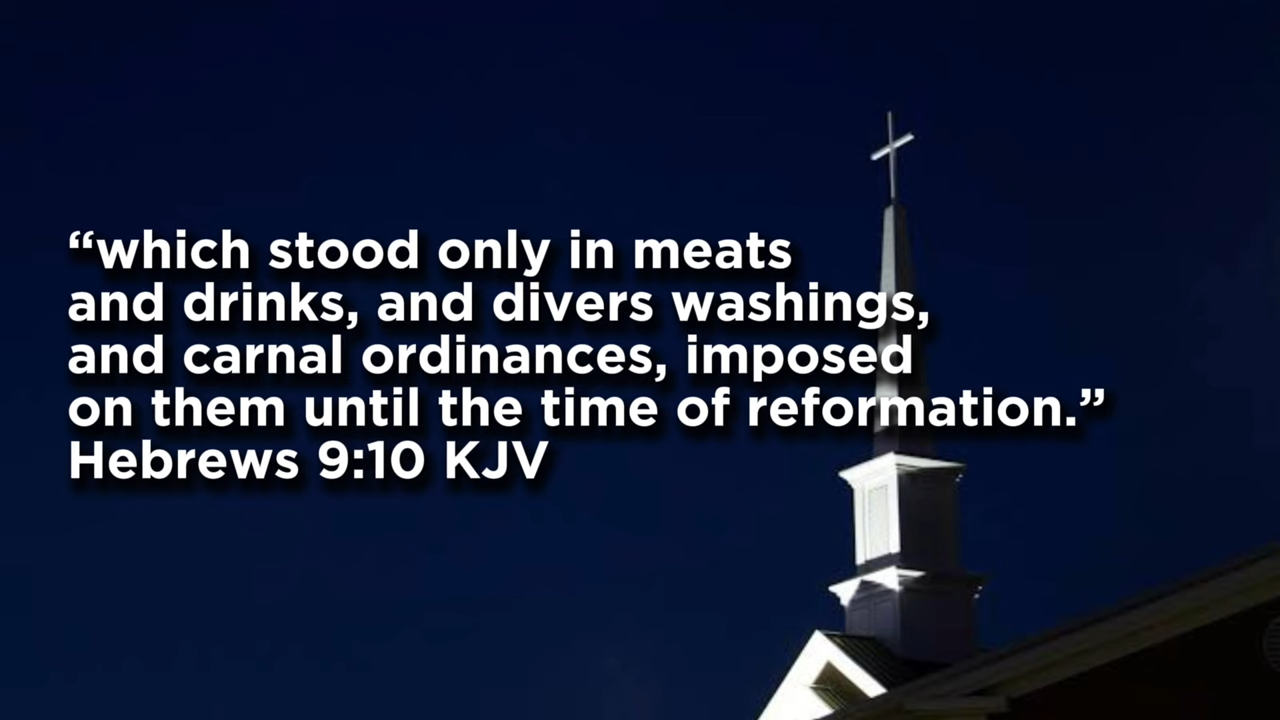 “which stood only in meats
and drinks, and divers washings,
and carnal ordinances, imposed
on them until the time of reformation.”
Hebrews 9:10 KJV